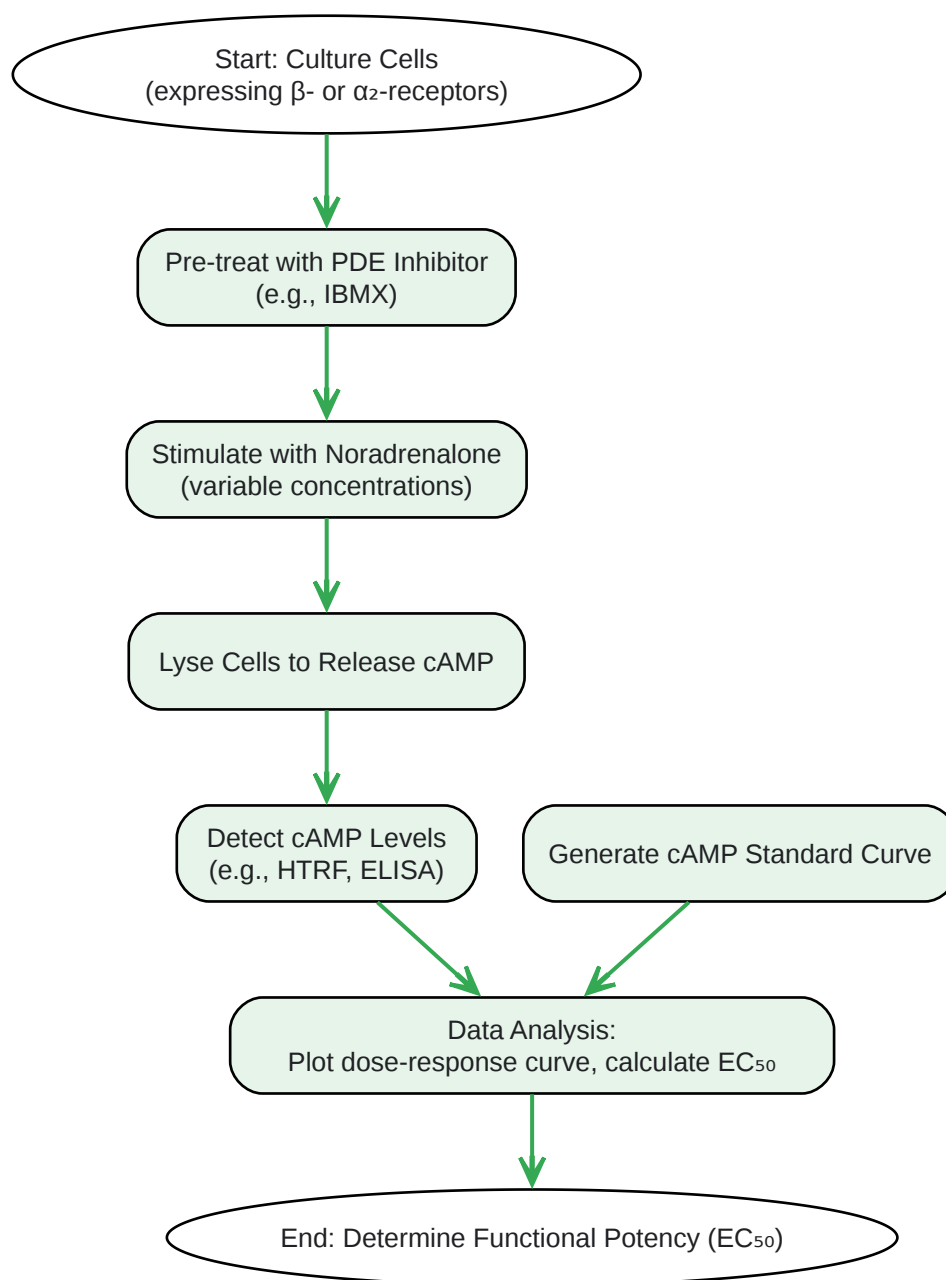 Start: Culture Cells
(expressing β- or α₂-receptors)
Pre-treat with PDE Inhibitor
(e.g., IBMX)
Stimulate with Noradrenalone
(variable concentrations)
Lyse Cells to Release cAMP
Detect cAMP Levels
(e.g., HTRF, ELISA)
Generate cAMP Standard Curve
Data Analysis:
Plot dose-response curve, calculate EC₅₀
End: Determine Functional Potency (EC₅₀)